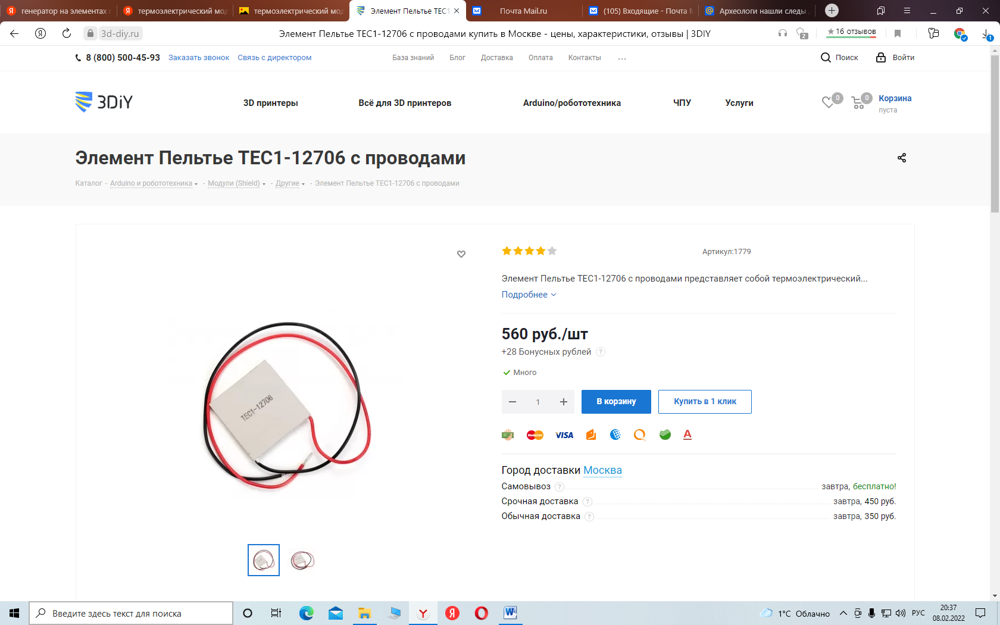 генератор на элементах п
термоэлектрический мод
термоэлектрический мод
Элемент Пельтье TEC1
Почта Mail.ru
(105) Входящие - Почта M
Археологи нашли следы
3d-diy.ru
Элемент Пельтье TEC1-12706 с проводами купить в Москве - цены, характеристики, отзывы | 3DIY
2
★16 отзывов
1
8 (800) 500-45-93
Заказать звонок
Связь с директором
База знаний
Блог
Доставка
Оплата
Контакты
...
Поиск
Войти
3DiY
3D принтеры
Всё для 3D принтеров
Arduino/робототехника
ЧПУ
Услуги
0
0
Корзина
пуста
Элемент Пельтье TEC1-12706 с проводами
Каталог - Arduino и робототехника - Модули (Shield) - Другие - Элемент Пельтье TEC1-12706 с проводами
Артикул:1779
Элемент Пельтье TEC1-12706 с проводами представляет собой термоэлектрический...
Подробнее
560 руб./шт
+28 Бонусных рублей ?
Много
1
В корзину
Купить в 1 клик
MasterCard
VISA
TEC1-12706
Город доставки Москва
Самовывоз ? завтра, бесплатно!
Срочная доставка ? завтра, 450 руб.
Обычная доставка ? завтра, 350 руб.
Введите здесь текст для поиска
1°C Облачно
РУС
20:37
08.02.2022